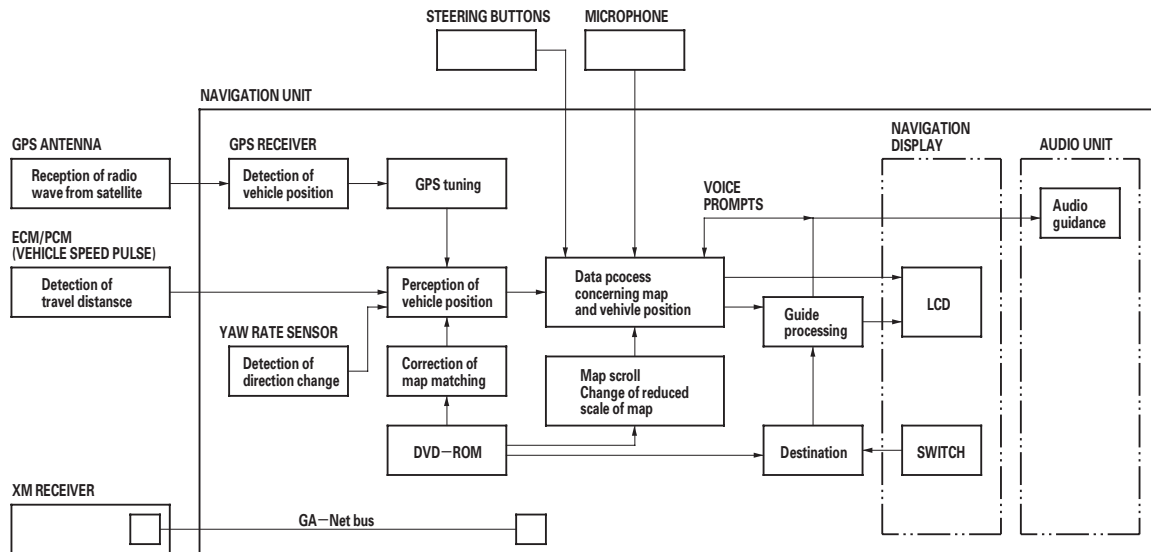 STEERING BUTTONS
MICROPHONE
NAVIGATION UNIT
GPS ANTENNA
Reception of radio
wave from satellite
GPS RECEIVER
Detection of
vehicle position
GPS tuning
NAVIGATION
DISPLAY
AUDIO UNIT
VOICE
PROMPTS
Audio
guidance
ECM/PCM
(VEHICLE SPEED PULSE)
Detection of
travel distansce
Perception of
vehicle position
Data pcocess
concerning map
and vehivle position
Guide
processing
LCD
YAW RATE SENSOR
Detection of
direction change
Correction of
map matching
Map scroll
Change of reduced
scale of map
DVD−ROM
Destination
SWITCH
XM RECEIVER
GA−Net bus